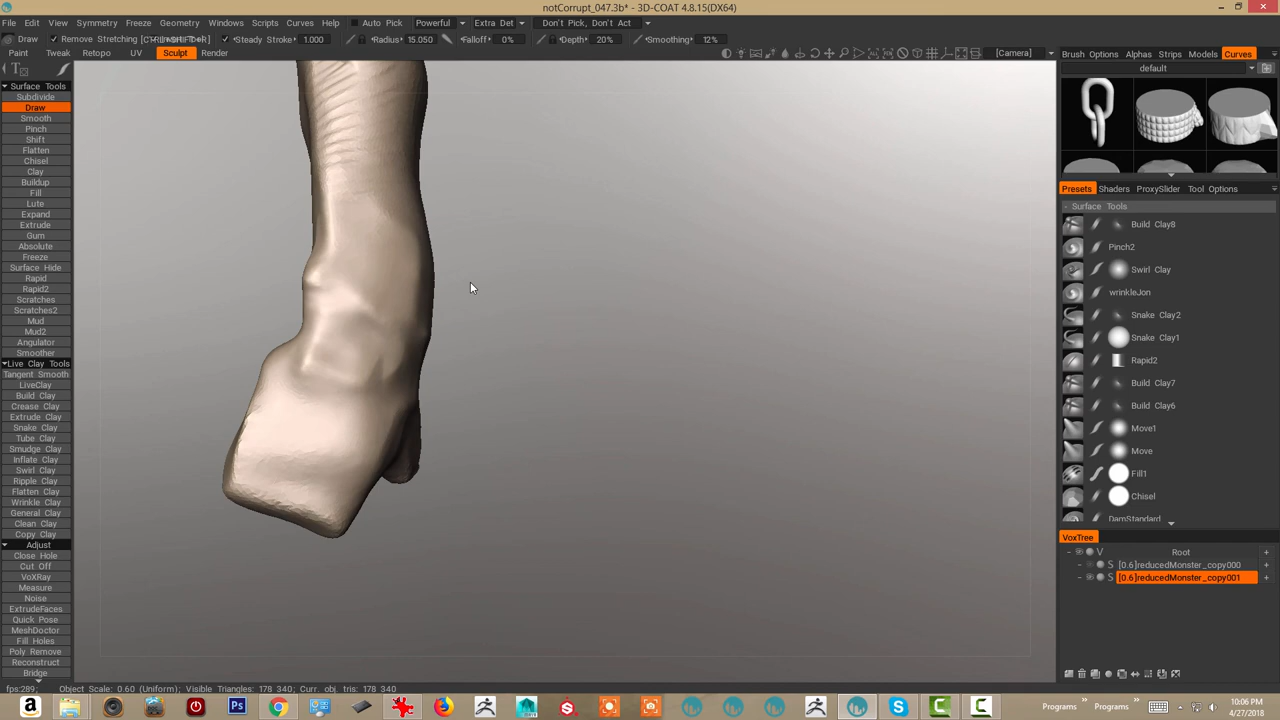 notCorrupt_047.3b* - 3D-COAT 4.8.15(DX64)
File Edit View Symmetry Freeze Geometry Windows Scripts Curves Help Auto Pick Powerful Extra Det Don't Pick, Don't Act
Draw Remove Stretching Steady Stroke: 1.000 Radius: 15.050 Falloff: 0% Depth: 20% Smoothing: 12%
Paint Tweak Retopo UV Sculpt Render [Camera] Brush Options Alphas Strips Models Curves
default
Surface Tools
Subdivide
Draw
Smooth
Pinch
Shift
Flatten
Chisel
Clay
Buildup
Fill
Lute
Expand
Extrude
Gum
Absolute
Freeze
Surface Hide
Rapid
Rapid2
Scratches
Scratches2
Mud
Mud2
Angulator
Smoother
Live Clay Tools
Tangent Smooth
LiveClay
Build Clay
Crease Clay
Extrude Clay
Snake Clay
Tube Clay
Smudge Clay
Inflate Clay
Swirl Clay
Ripple Clay
Flatten Clay
Wrinkle Clay
General Clay
Clean Clay
Copy Clay
Adjust
Close Hole
Cut Off
VoXRay
Measure
Noise
ExtrudeFaces
Quick Pose
MeshDoctor
Fill Holes
Poly Remove
Reconstruct
Bridge
Presets Shaders ProxySlider Tool Options
- Surface Tools
Build Clay8
Pinch2
Swirl Clay
wrinkleJon
Snake Clay2
Snake Clay1
Rapid2
Build Clay7
Build Clay6
Move1
Move
Fill1
Chisel
DamStandard
VoxTree
V Root +
S [0.6]reducedMonster_copy000 +
S [0.6]reducedMonster_copy001 +
fps:289; Object Scale: 0.60 (Uniform); Visible Triangles: 178 340; Curr. obj. tris: 178 340
Programs Programs 10:06 PM
4/27/2018